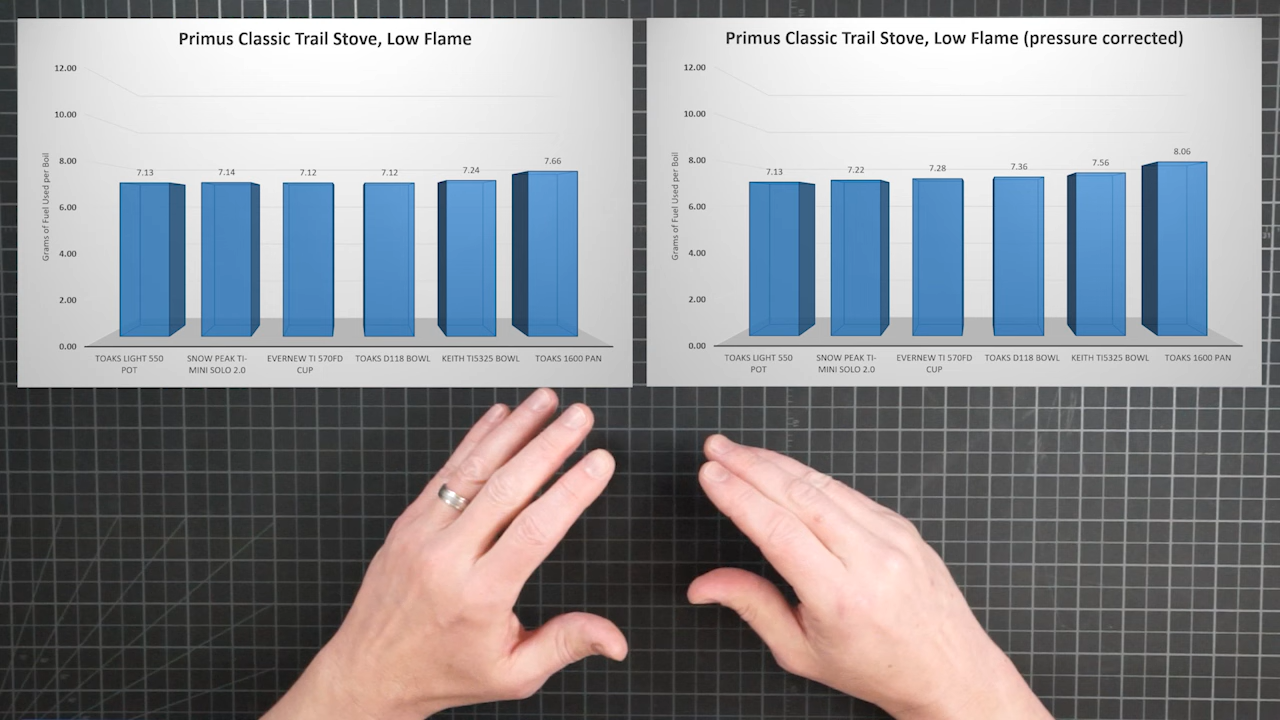 Primus Classic Trail Stove, Low Flame
12.00
10.00
8.00
6.00
4.00
2.00
0.00
Grams of Fuel Used per Boil
7.13
7.14
7.12
7.12
7.24
7.66
TOAKS LIGHT 550
POT
SNOW PEAK TI-
MINI SOLO 2.0
EVERNEW TI 570FD
CUP
TOAKS D118 BOWL
KEITH TI5325 BOWL
TOAKS 1600 PAN
Primus Classic Trail Stove, Low Flame (pressure corrected)
12.00
10.00
8.00
6.00
4.00
2.00
0.00
Grams of Fuel Used per Boil
7.13
7.22
7.28
7.36
7.56
8.06
TOAKS LIGHT 550
POT
SNOW PEAK TI-
MINI SOLO 2.0
EVERNEW TI 570FD
CUP
TOAKS D118 BOWL
KEITH TI5325 BOWL
TOAKS 1600 PAN